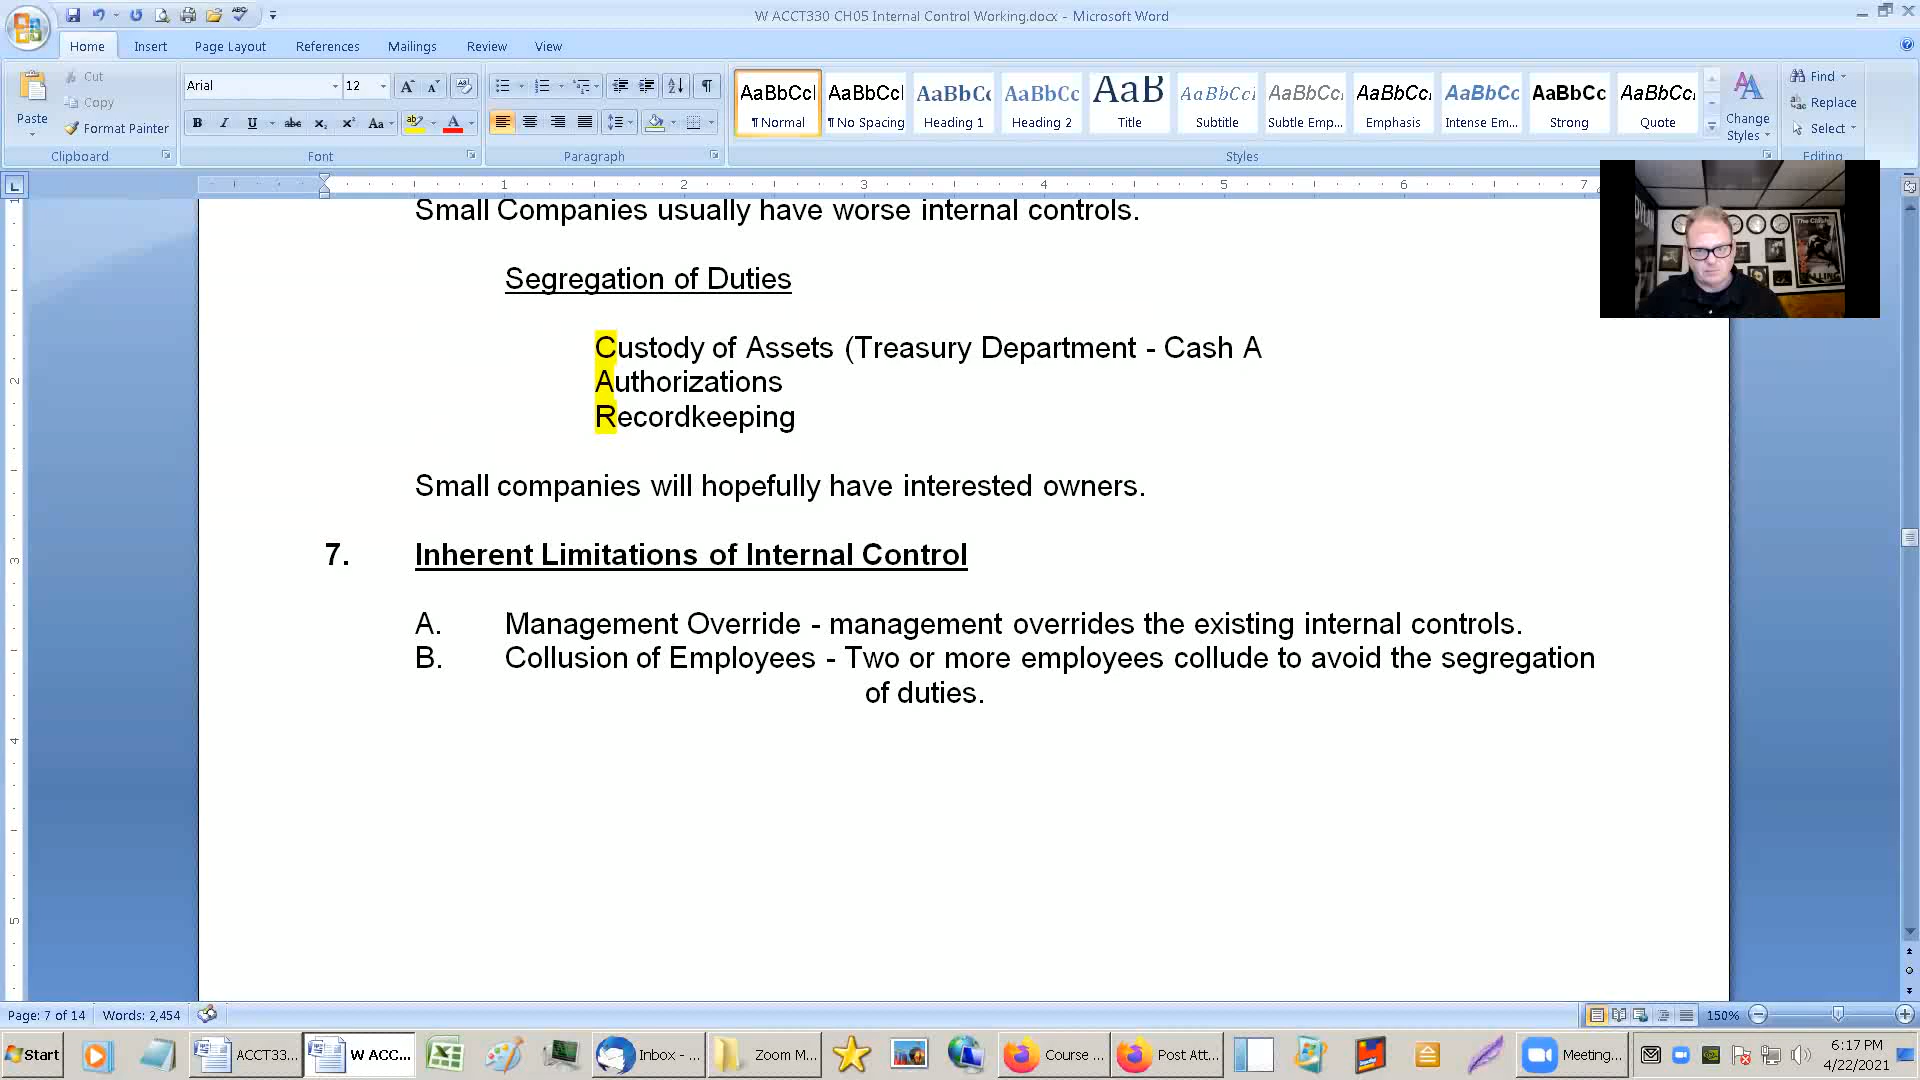 W ACCT330 CH05 Internal Control Working.docx - Microsoft Word
Home Insert Page Layout References Mailings Review View
Paste
Cut
Copy
Format Painter
Clipboard
Arial 12
Font
Paragraph
AaBbCcI AaBbCcI AaBbCc AaBbCc AaB AaBbCcI AaBbCcI AaBbCcI AaBbCcI AaBbCc AaBbCcI
¶ Normal ¶ No Spacing Heading 1 Heading 2 Title Subtitle Subtle Emp... Emphasis Intense Em... Strong Quote
Change Styles
Styles
Find
Replace
Select
Editing
1 2 3 4 5 6 7
Small Companies usually have worse internal controls.
Segregation of Duties
Custody of Assets (Treasury Department - Cash A
Authorizations
Recordkeeping
Small companies will hopefully have interested owners.
7. Inherent Limitations of Internal Control
A. Management Override - management overrides the existing internal controls.
B. Collusion of Employees - Two or more employees collude to avoid the segregation
of duties.
Page: 7 of 14 Words: 2,454 150%
Start ACCT33... W ACC... Inbox - ... Zoom M... Course ... Post Att... Meeting...
6:17 PM
4/22/2021